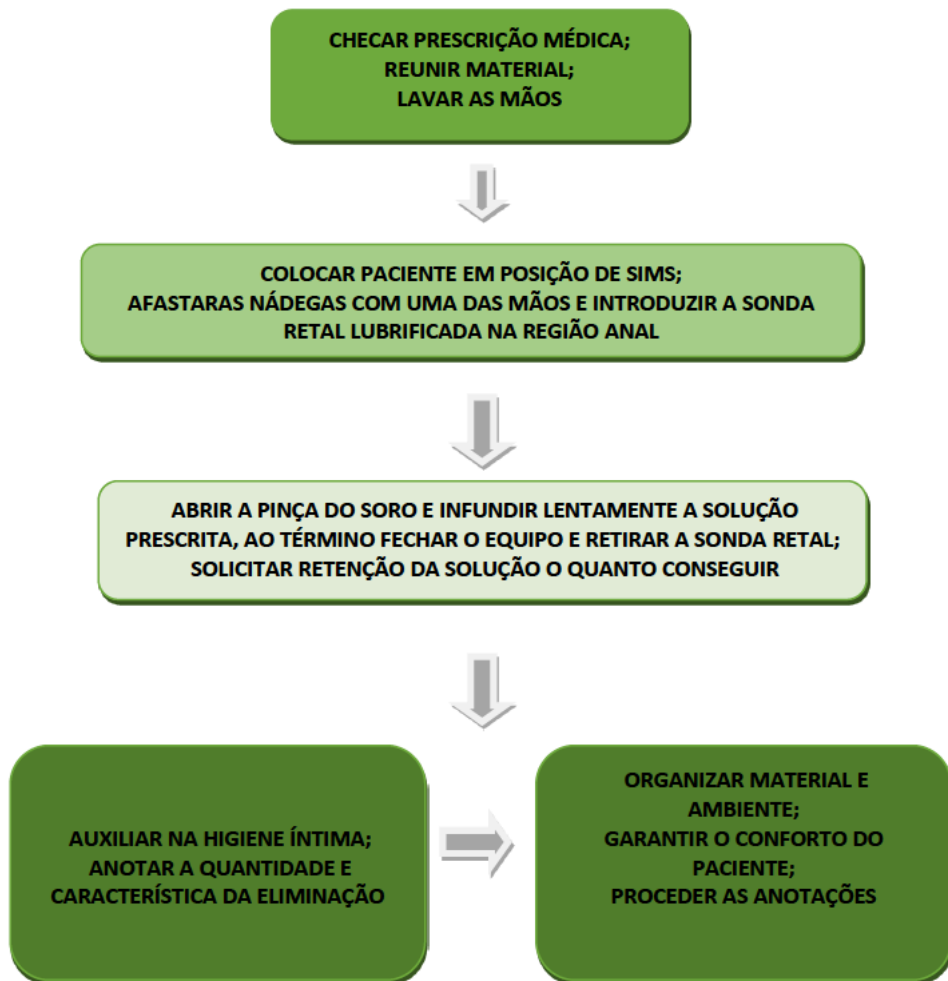 CHECAR PRESCRIÇÃO MÉDICA;
REUNIR MATERIAL;
LAVAR AS MÃOS
COLOCAR PACIENTE EM POSIÇÃO DE SIMS;
AFASTARAS NÁDEGAS COM UMA DAS MÃOS E INTRODUZIR A SONDA
RETAL LUBRIFICADA NA REGIÃO ANAL
ABRIR A PINÇA DO SORO E INFUNDIR LENTAMENTE A SOLUÇÃO
PRESCRITA, AO TÉRMINO FECHAR O EQUIPO E RETIRAR A SONDA RETAL;
SOLICITAR RETENÇÃO DA SOLUÇÃO O QUANTO CONSEGUIR
AUXILIAR NA HIGIENE ÍNTIMA;
ANOTAR A QUANTIDADE E
CARACTERÍSTICA DA ELIMINAÇÃO
ORGANIZAR MATERIAL E
AMBIENTE;
GARANTIR O CONFORTO DO
PACIENTE;
PROCEDER AS ANOTAÇÕES